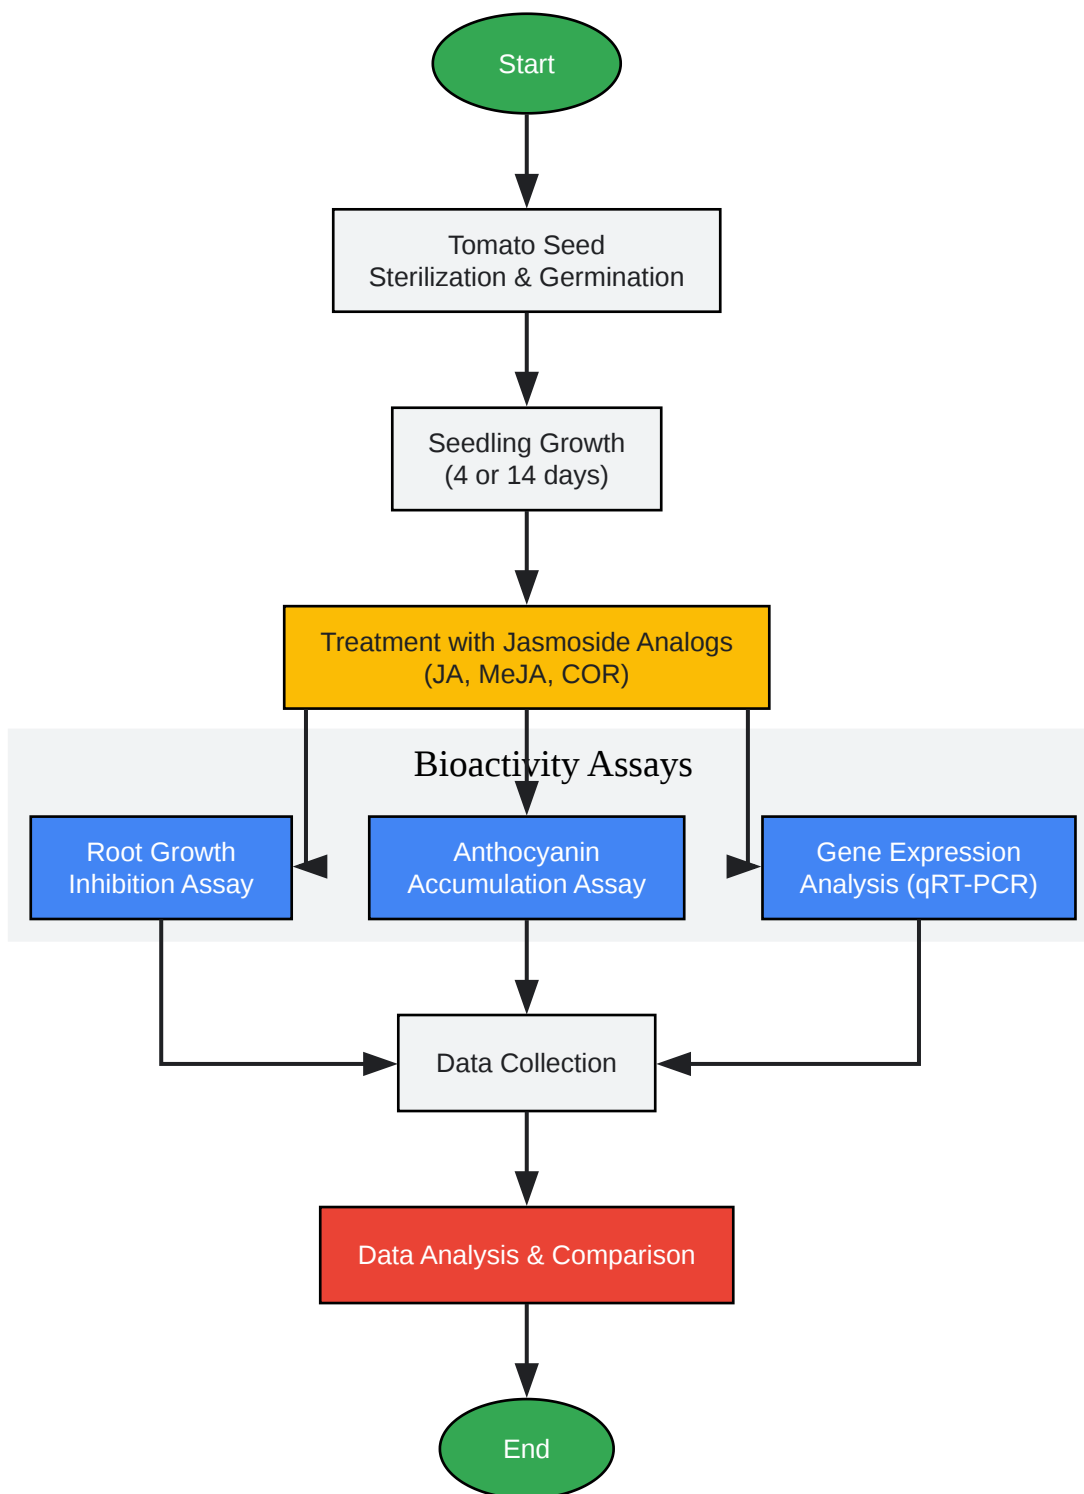 Start
Tomato Seed
Sterilization & Germination
Seedling Growth
(4 or 14 days)
Treatment with Jasmoside Analogs
(JA, MeJA, COR)
Bioactivity Assays
Root Growth
Inhibition Assay
Anthocyanin
Accumulation Assay
Gene Expression
Analysis (qRT-PCR)
Data Collection
Data Analysis & Comparison
End